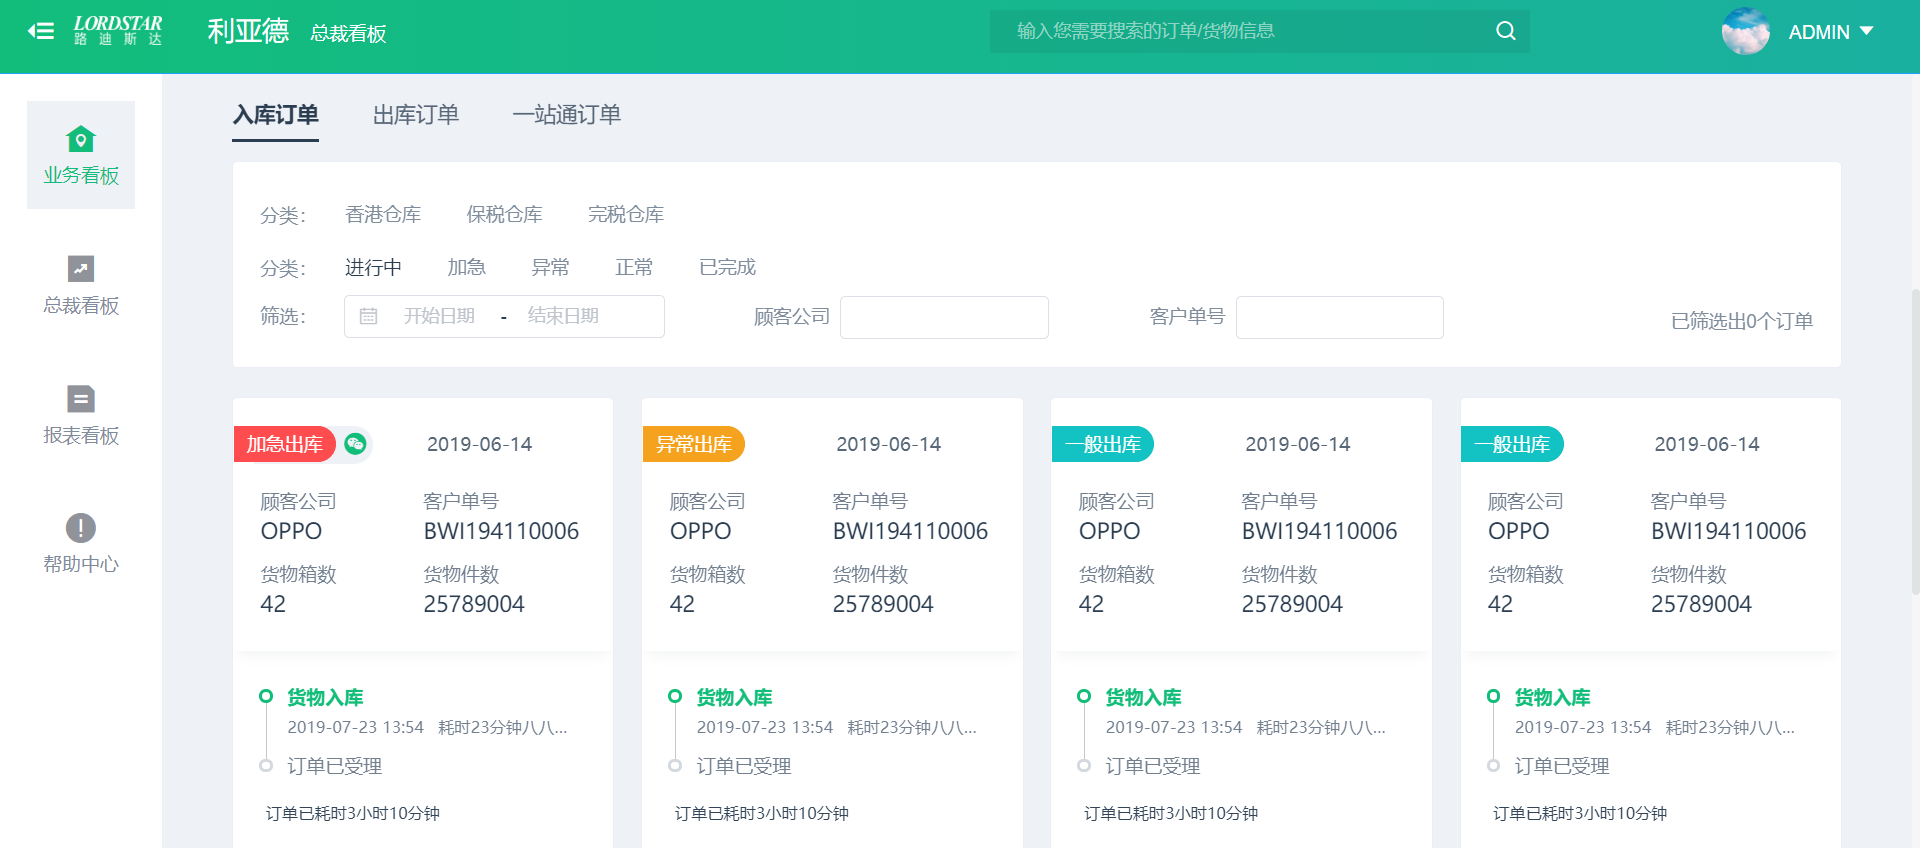 LORDSTAR
路迪斯达
利亚德 总裁看板
输入您需要搜索的订单/货物信息
ADMIN
业务看板
总裁看板
报表看板
帮助中心
入库订单 出库订单 一站通订单
分类： 香港仓库 保税仓库 完税仓库
分类： 进行中 加急 异常 正常 已完成
筛选： 开始日期 - 结束日期 顾客公司 客户单号 已筛选出0个订单
加急出库 2019-06-14
顾客公司 客户单号
OPPO BWI194110006
货物箱数 货物件数
42 25789004
货物入库
2019-07-23 13:54 耗时23分钟八八...
订单已受理
订单已耗时3小时10分钟
异常出库 2019-06-14
顾客公司 客户单号
OPPO BWI194110006
货物箱数 货物件数
42 25789004
货物入库
2019-07-23 13:54 耗时23分钟八八...
订单已受理
订单已耗时3小时10分钟
一般出库 2019-06-14
顾客公司 客户单号
OPPO BWI194110006
货物箱数 货物件数
42 25789004
货物入库
2019-07-23 13:54 耗时23分钟八八...
订单已受理
订单已耗时3小时10分钟
一般出库 2019-06-14
顾客公司 客户单号
OPPO BWI194110006
货物箱数 货物件数
42 25789004
货物入库
2019-07-23 13:54 耗时23分钟八八...
订单已受理
订单已耗时3小时10分钟